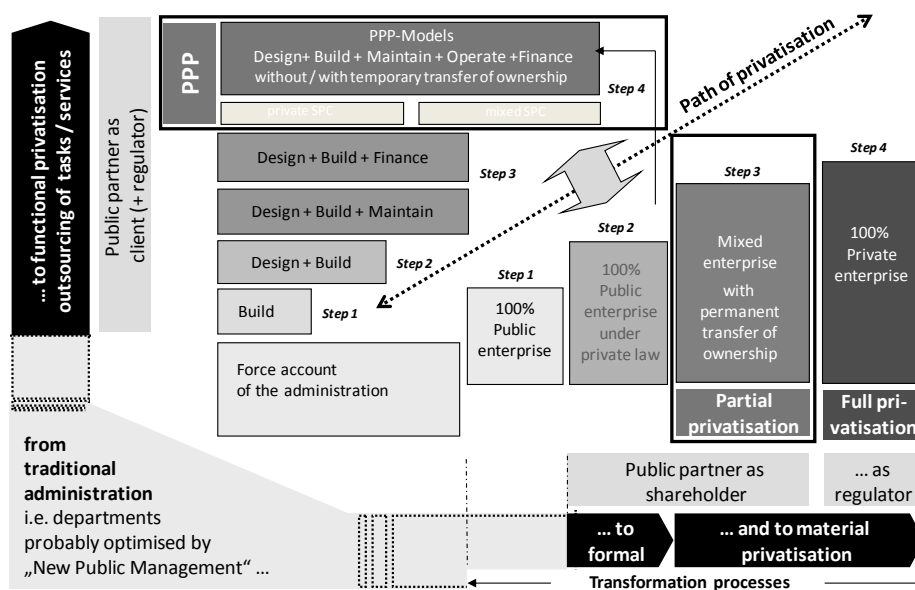 ... to functional privatisation
outsourcing of tasks / services
Public partner as
client (+ regulator)
PPP
PPP-Models
Design+ Build + Maintain + Operate +Finance
without / with temporary transfer of ownership
private SPC
mixed SPC
Step 4
Path of privatisation
Design + Build + Finance
Step 3
Design + Build + Maintain
Design + Build
Step 2
Build
Step 1
Force account
of the administration
Step 1
100%
Public
enterprise
Step 2
100%
Public
enterprise
under
private law
Step 3
Mixed
enterprise
with
permanent
transfer of
ownership
Partial
privatisation
Step 4
100%
Private
enterprise
Full pri-
vatisation
from
traditional
administration
i.e. departments
probably optimised by
„New Public Management“ ...
Public partner as
shareholder
... as
regulator
... to
formal
... and to material
privatisation
Transformation processes